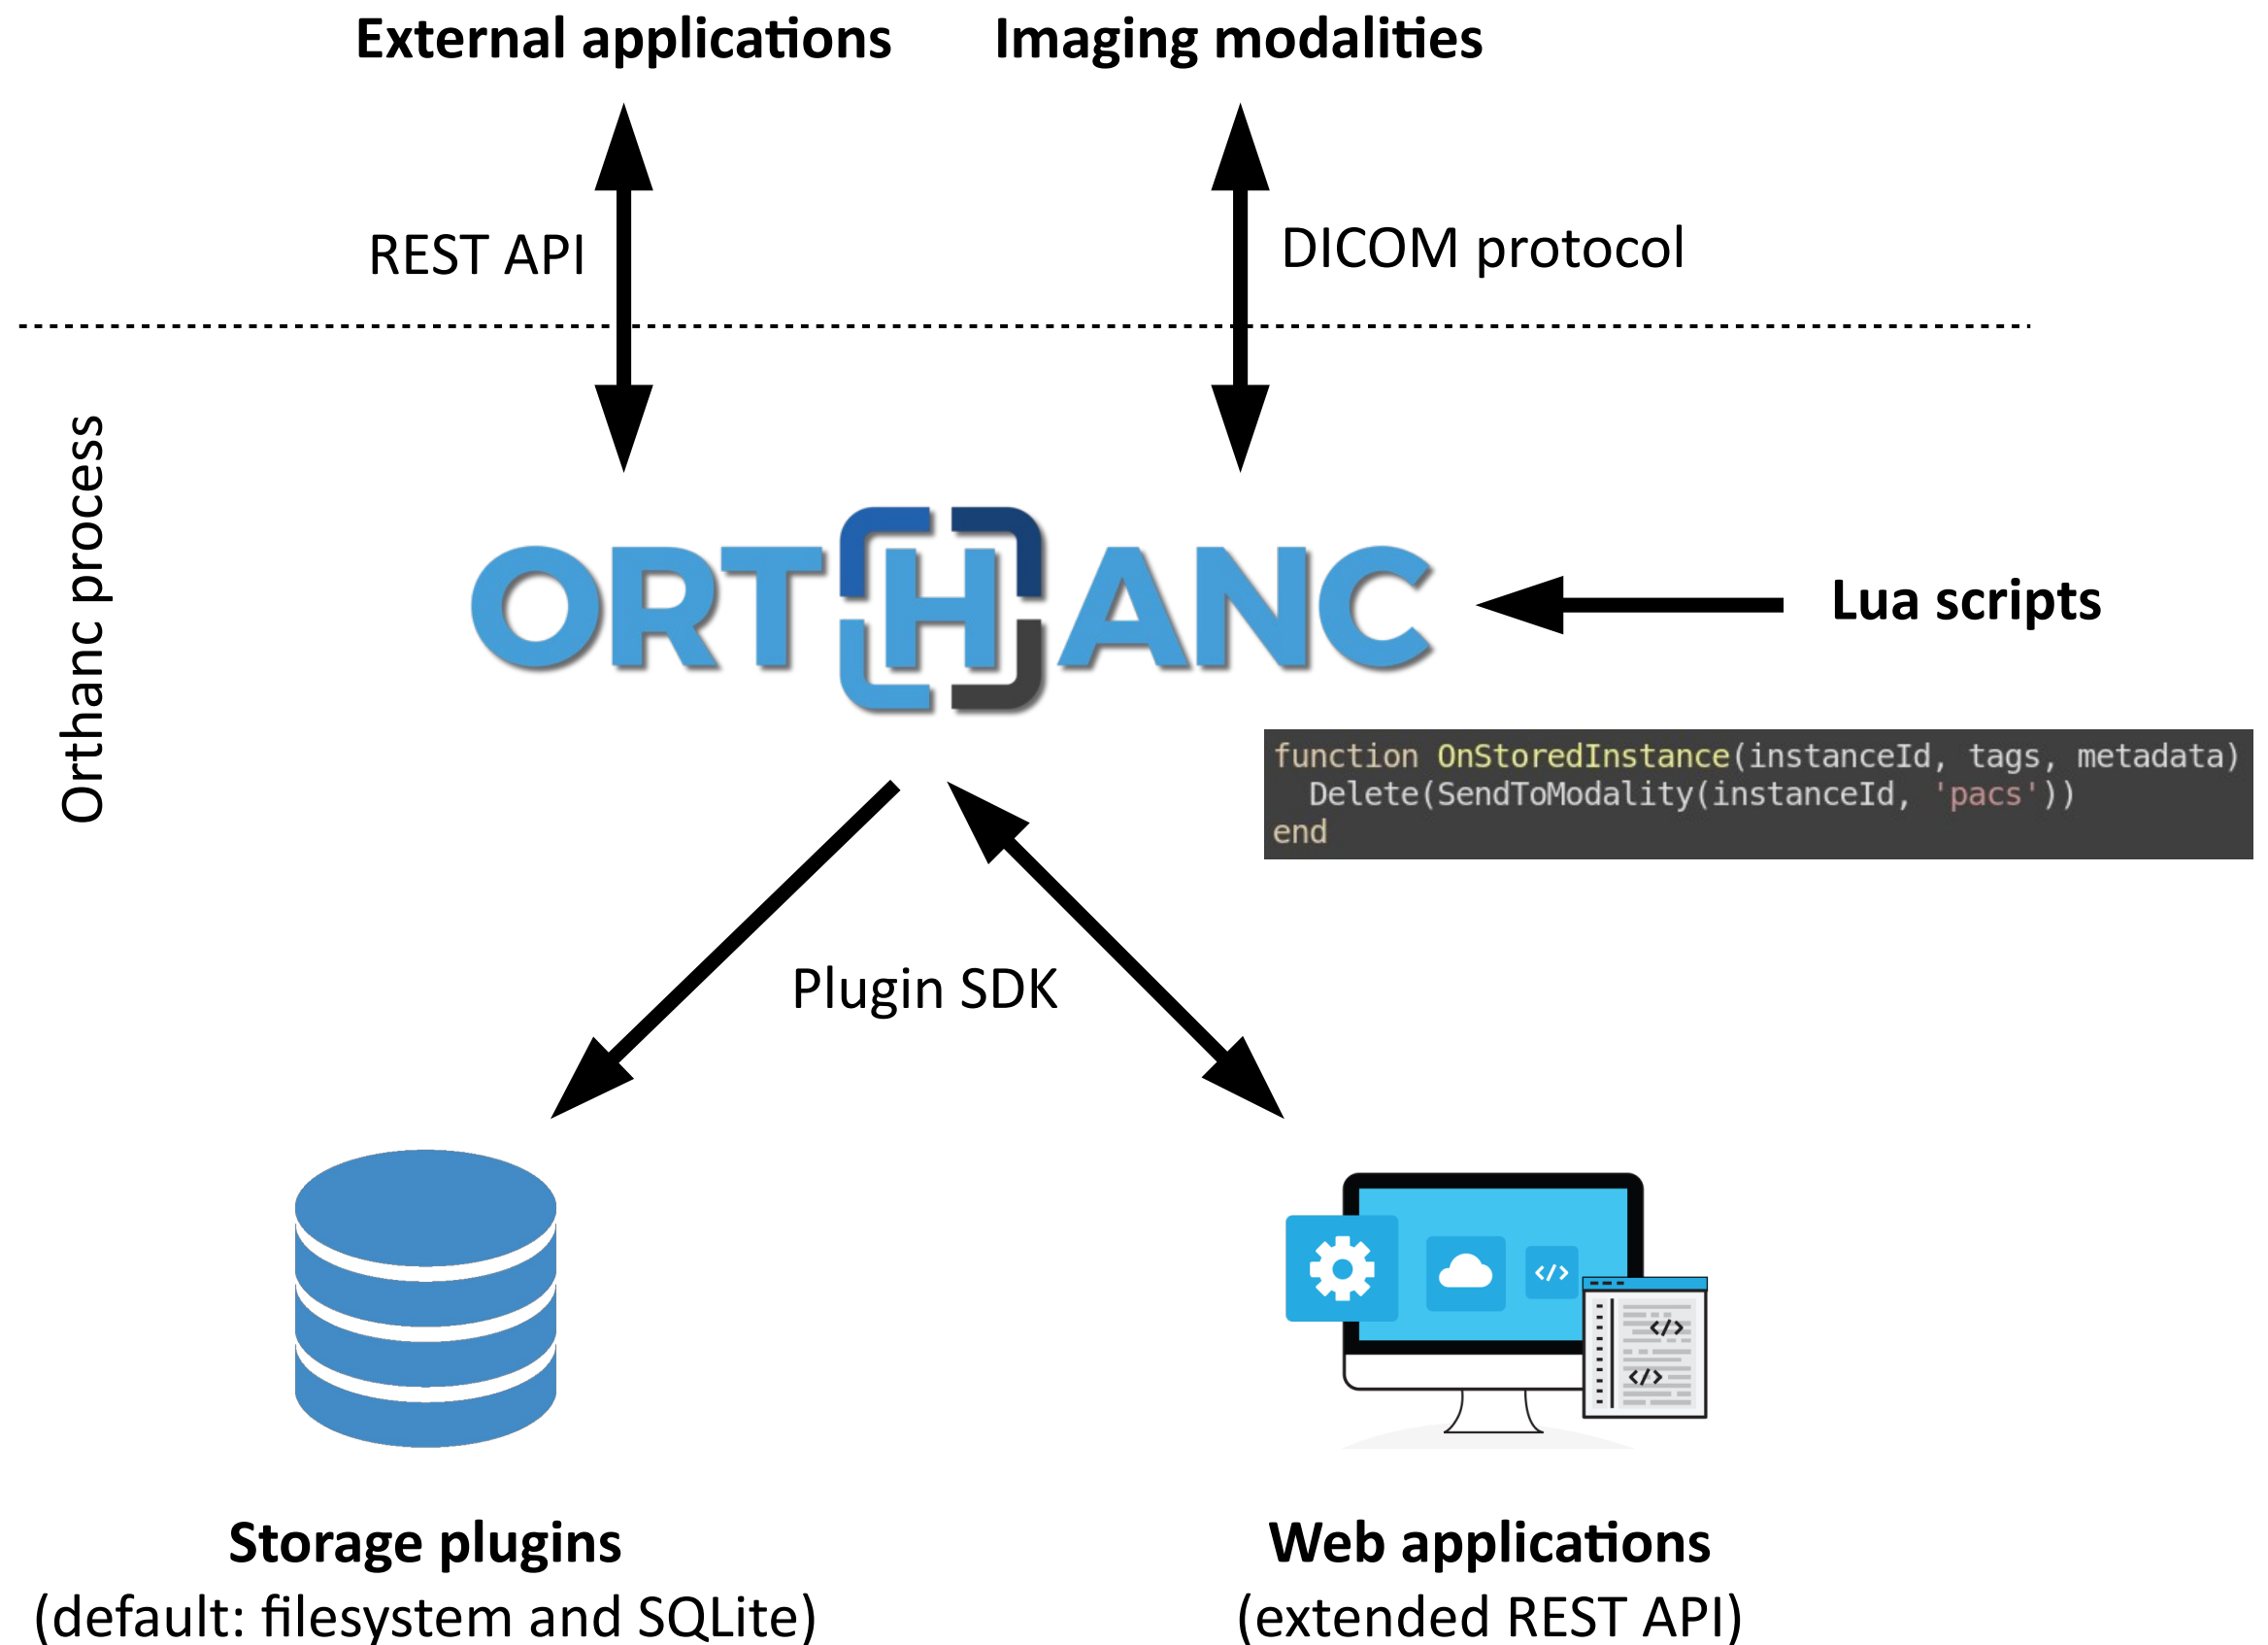 External applications
Imaging modalities
REST API
DICOM protocol
Orthanc process
ORTHANC
Lua scripts
function OnStoredInstance(instanceId, tags, metadata)
  Delete(SendToModality(instanceId, 'pacs'))
end
Plugin SDK
</>
</>
</>
Storage plugins
(default: filesystem and SQLite)
Web applications
(extended REST API)